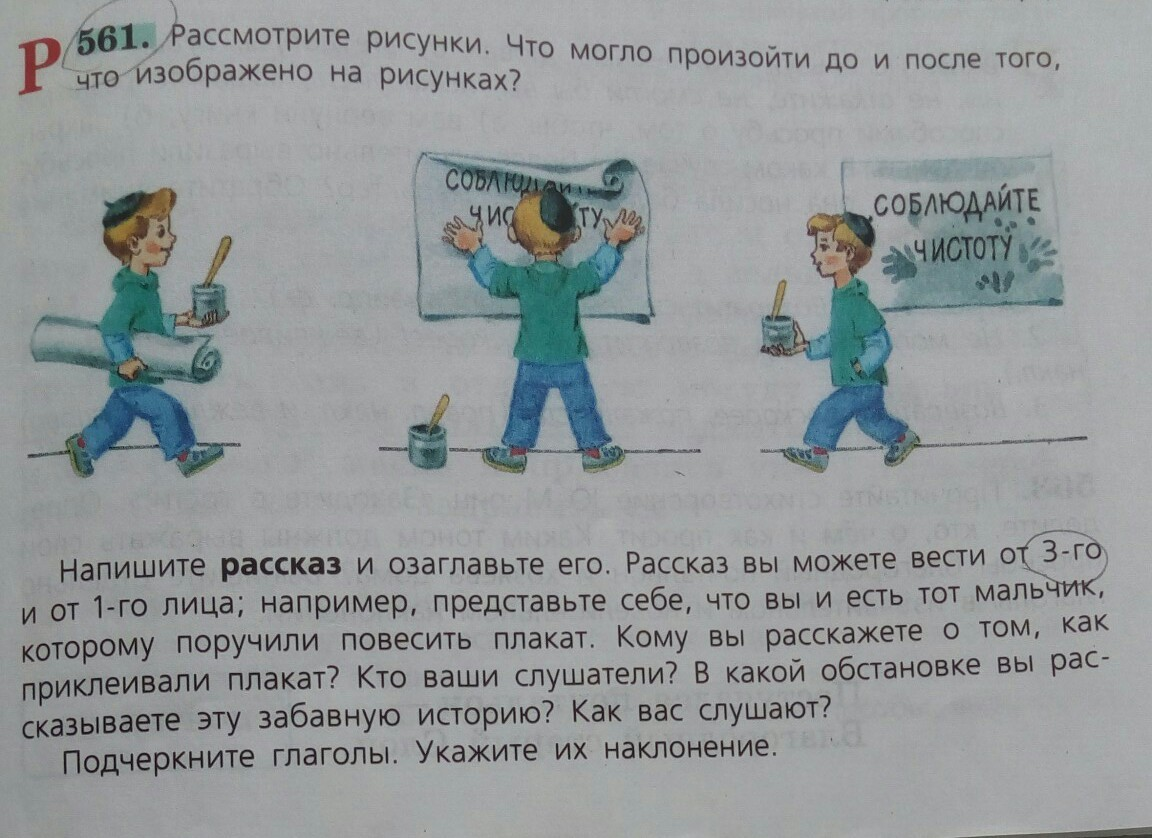 Р 561. Рассмотрите рисунки. Что могло произойти до и после того,
что изображено на рисунках?
СОБЛЮДАЙТЕ
ЧИСТОТУ
Напишите рассказ и озаглавьте его. Рассказ вы можете вести от 3-го
и от 1-го лица; например, представьте себе, что вы и есть тот мальчик,
которому поручили повесить плакат. Кому вы расскажете о том, как
приклеивали плакат? Кто ваши слушатели? В какой обстановке вы рас-
сказываете эту забавную историю? Как вас слушают?
Подчеркните глаголы. Укажите их наклонение.